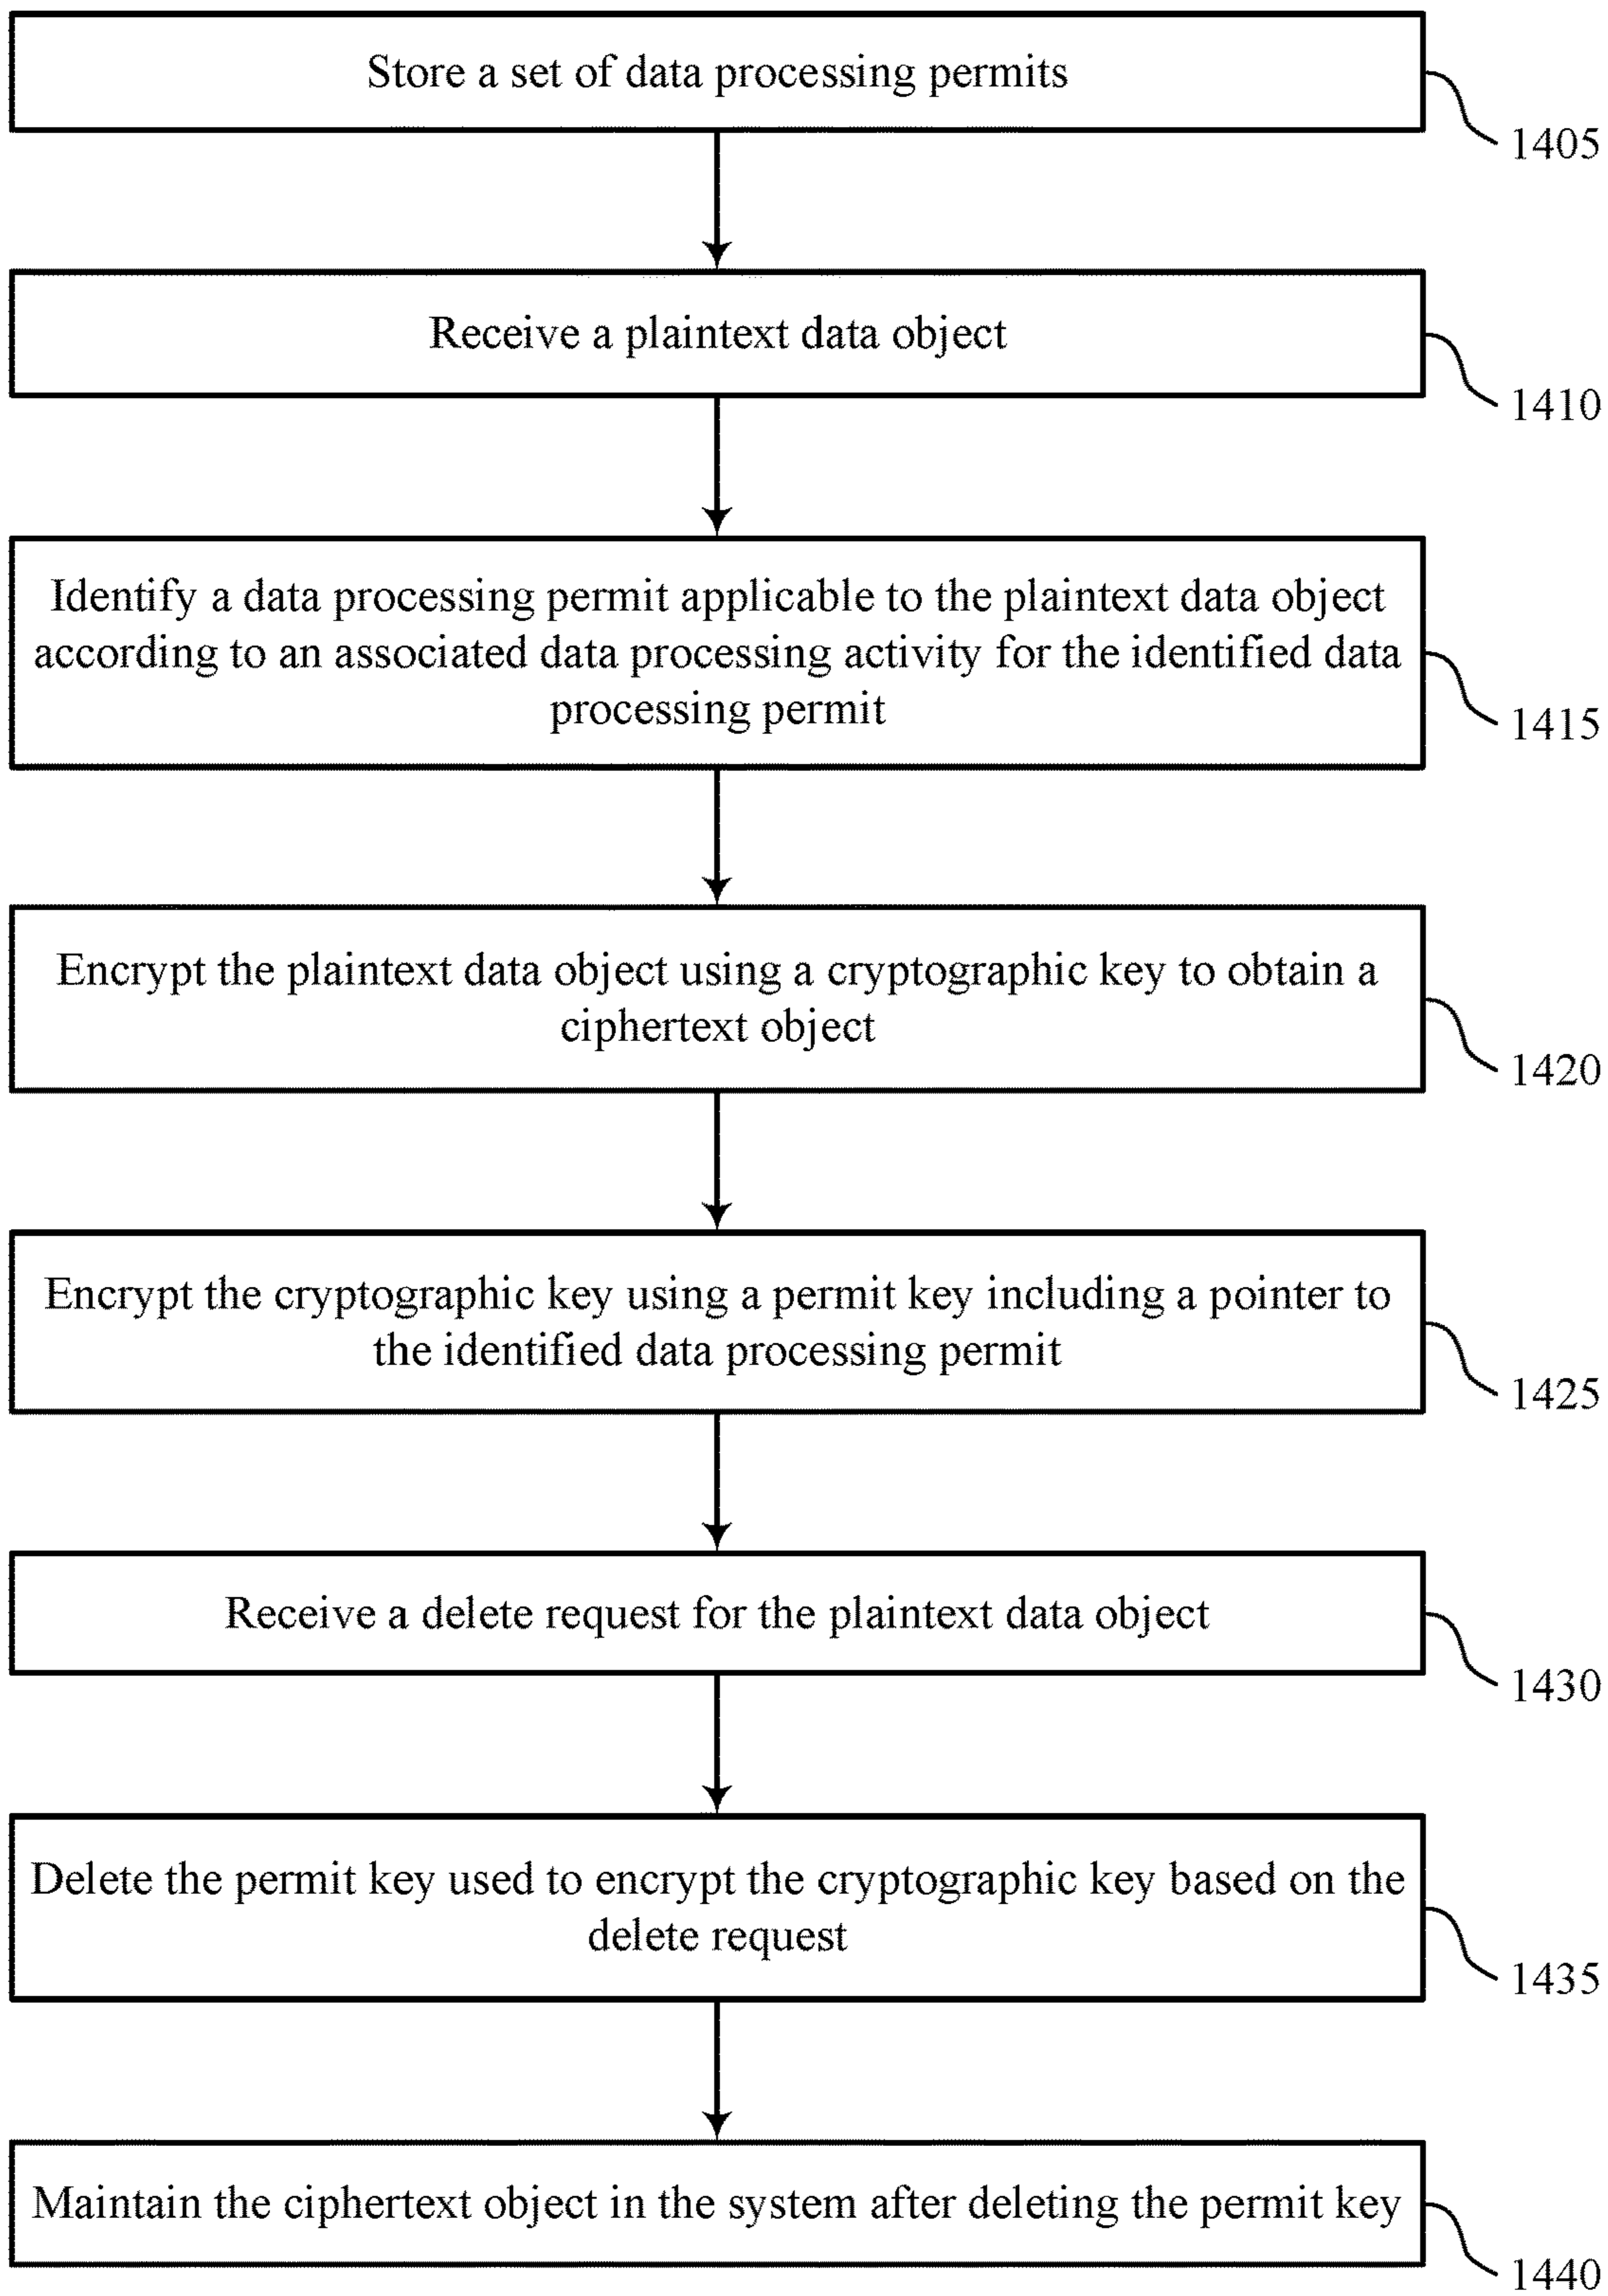 Store a set of data processing permits
1405
Receive a plaintext data object
1410
Identify a data processing permit applicable to the plaintext data object
according to an associated data processing activity for the identified data
processing permit
1415
Encrypt the plaintext data object using a cryptographic key to obtain a
ciphertext object
1420
Encrypt the cryptographic key using a permit key including a pointer to
the identified data processing permit
1425
Receive a delete request for the plaintext data object
1430
Delete the permit key used to encrypt the cryptographic key based on the
delete request
1435
Maintain the ciphertext object in the system after deleting the permit key
1440